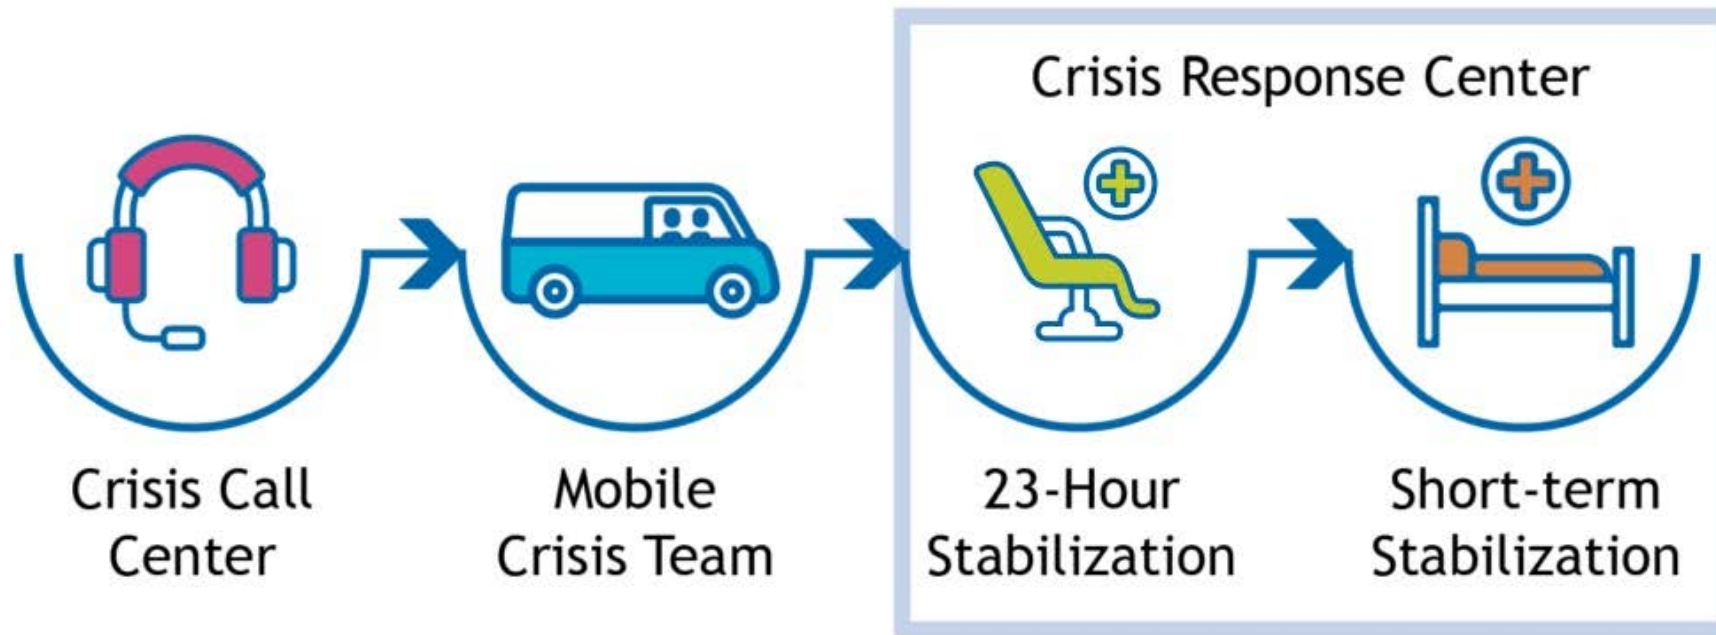 Crisis Response Center
Crisis Call
Center
Mobile
Crisis Team
23-Hour
Stabilization
Short-term
Stabilization